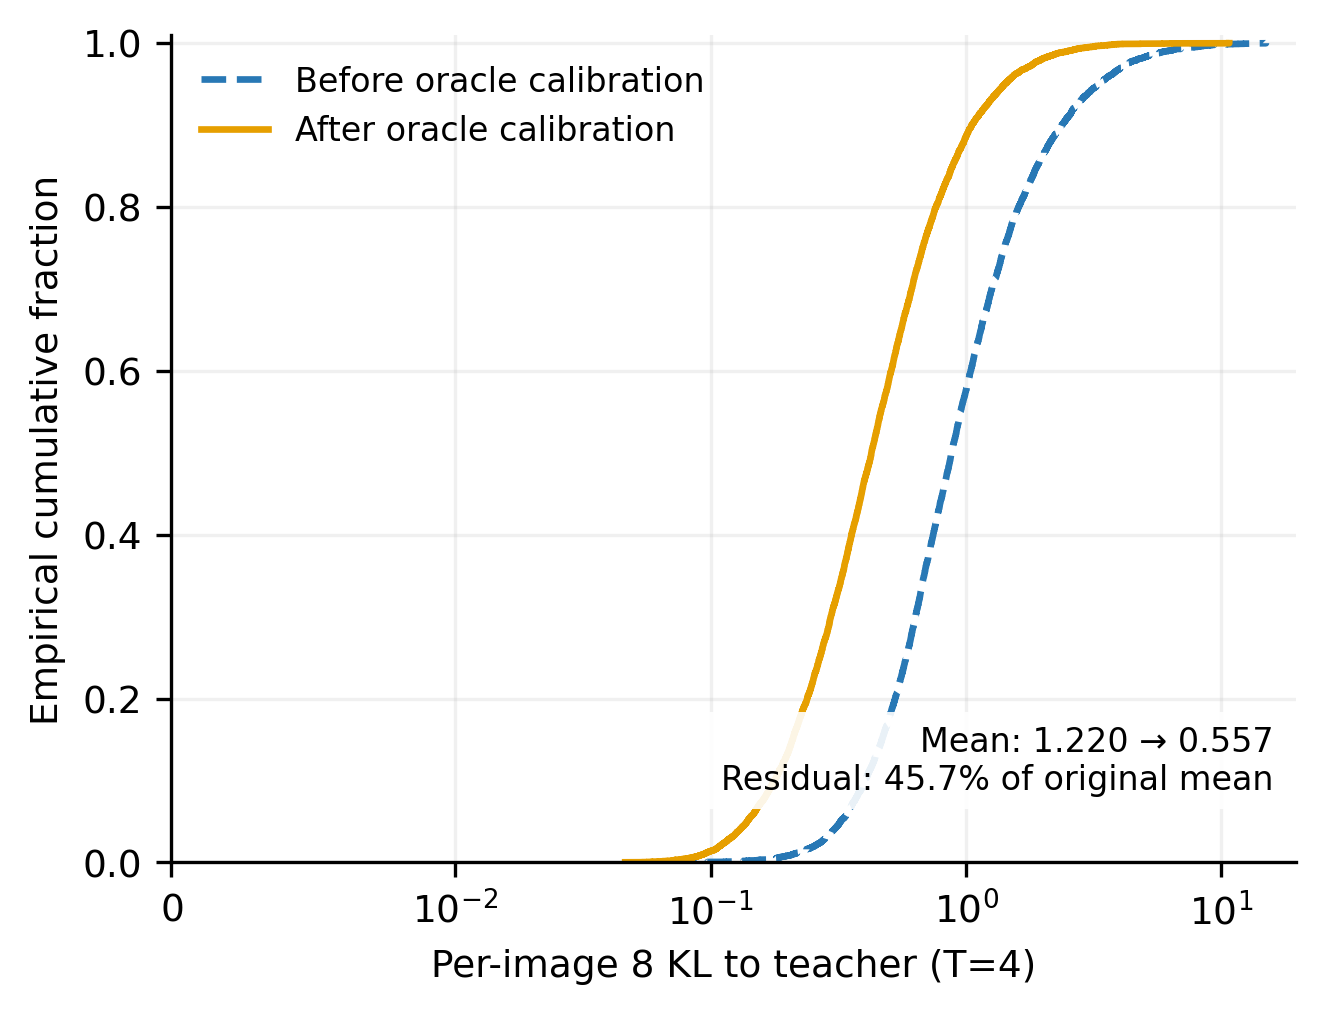 1.0
0.8
0.6
0.4
0.2
0.0
Empirical cumulative fraction
Before oracle calibration
After oracle calibration
Mean: 1.220 → 0.557
Residual: 45.7% of original mean
0 10⁻² 10⁻¹ 10⁰ 10¹
Per-image 8 KL to teacher (T=4)